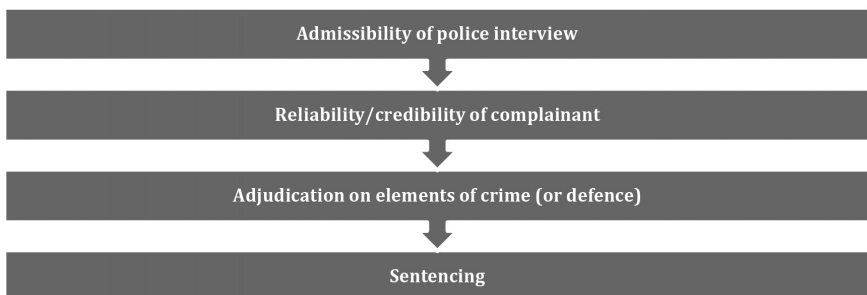 Admissibility of police interview
Reliability/credibility of complainant
Adjudication on elements of crime (or defence)
Sentencing